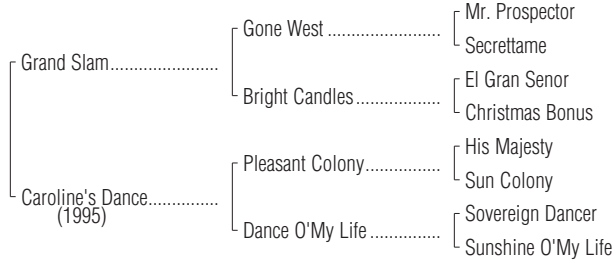 Mr. Prospector
Gone West ....................
Secrettame
Grand Slam......................
El Gran Senor
Bright Candles .................
Christmas Bonus
His Majesty
Pleasant Colony...............
Sun Colony
Caroline's Dance..............
(1995)
Sovereign Dancer
Dance O'My Life ..............
Sunshine O'My Life